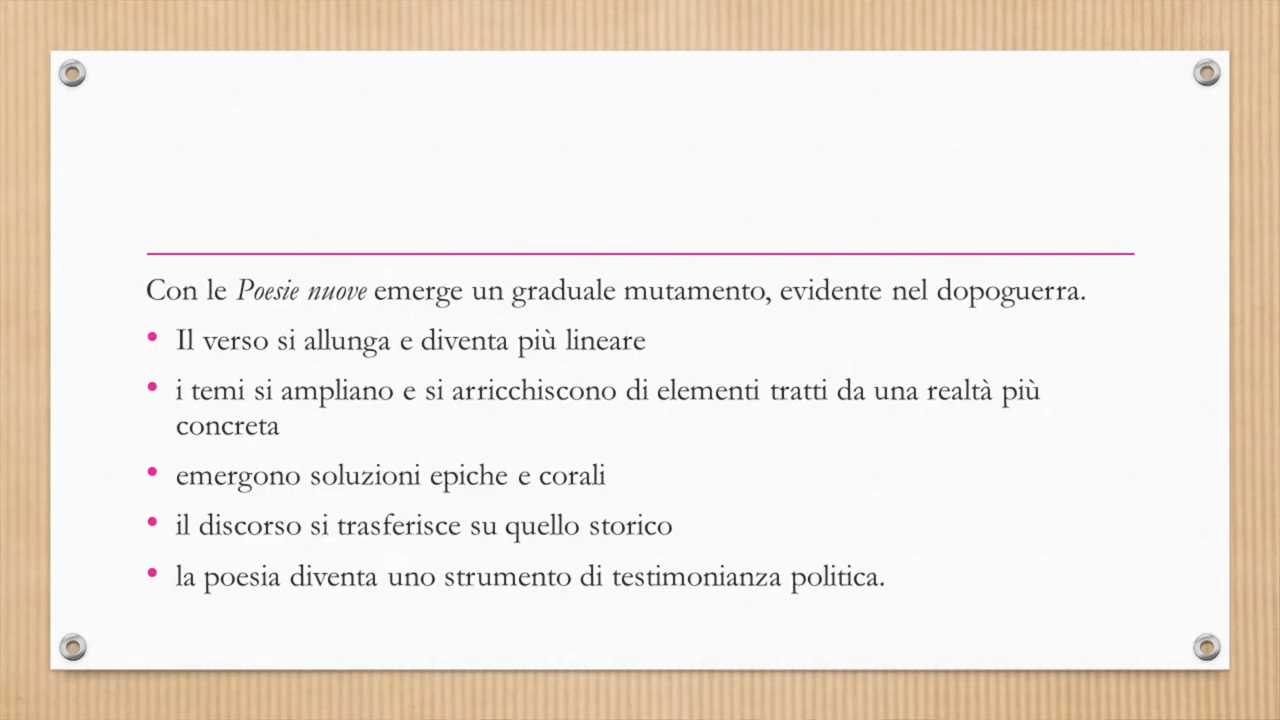 Con le Poesie nuove emerge un graduale mutamento, evidente nel dopoguerra.
• Il verso si allunga e diventa più lineare
• i temi si ampliano e si arricchiscono di elementi tratti da una realtà più
concreta
• emergono soluzioni epiche e corali
• il discorso si trasferisce su quello storico
• la poesia diventa uno strumento di testimonianza politica.